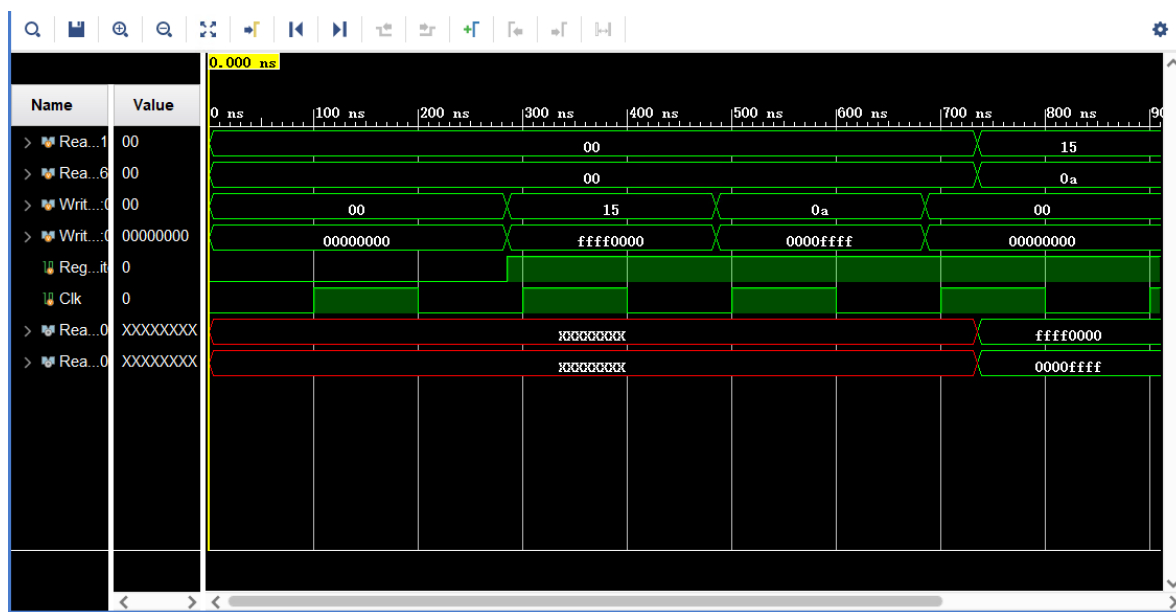 0.000 ns
Name Value
0 ns 100 ns 200 ns 300 ns 400 ns 500 ns 600 ns 700 ns 800 ns 90
Rea...1 00 00 15
Rea...6 00 00 0a
Writ...:0 00 00 15 0a 00
Writ...:0 00000000 00000000 ffff0000 0000ffff 00000000
Reg...it 0
Clk 0
Rea...0 XXXXXXXX XXXXXXXX ffff0000
Rea...0 XXXXXXXX XXXXXXXX 0000ffff